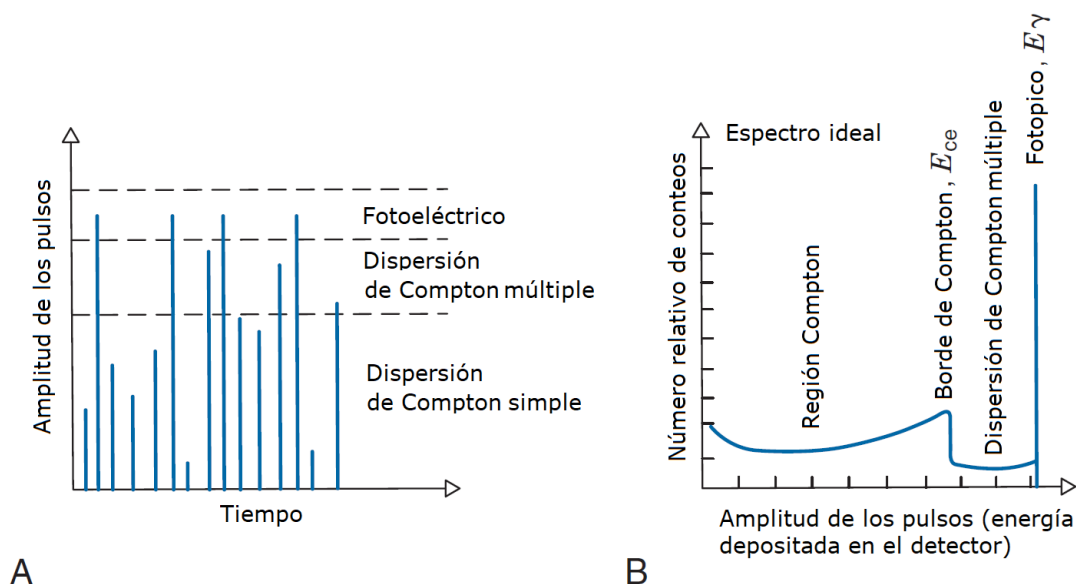 Amplitud de los pulsos
Fotoeléctrico
Dispersión
de Compton múltiple
Dispersión
de Compton simple
Tiempo
A
Espectro ideal
Número relativo de conteos
Región Compton
Borde de Compton, E_ce
Dispersión de Compton múltiple
Fotopico, Eγ
Amplitud de los pulsos (energía
depositada en el detector)
B